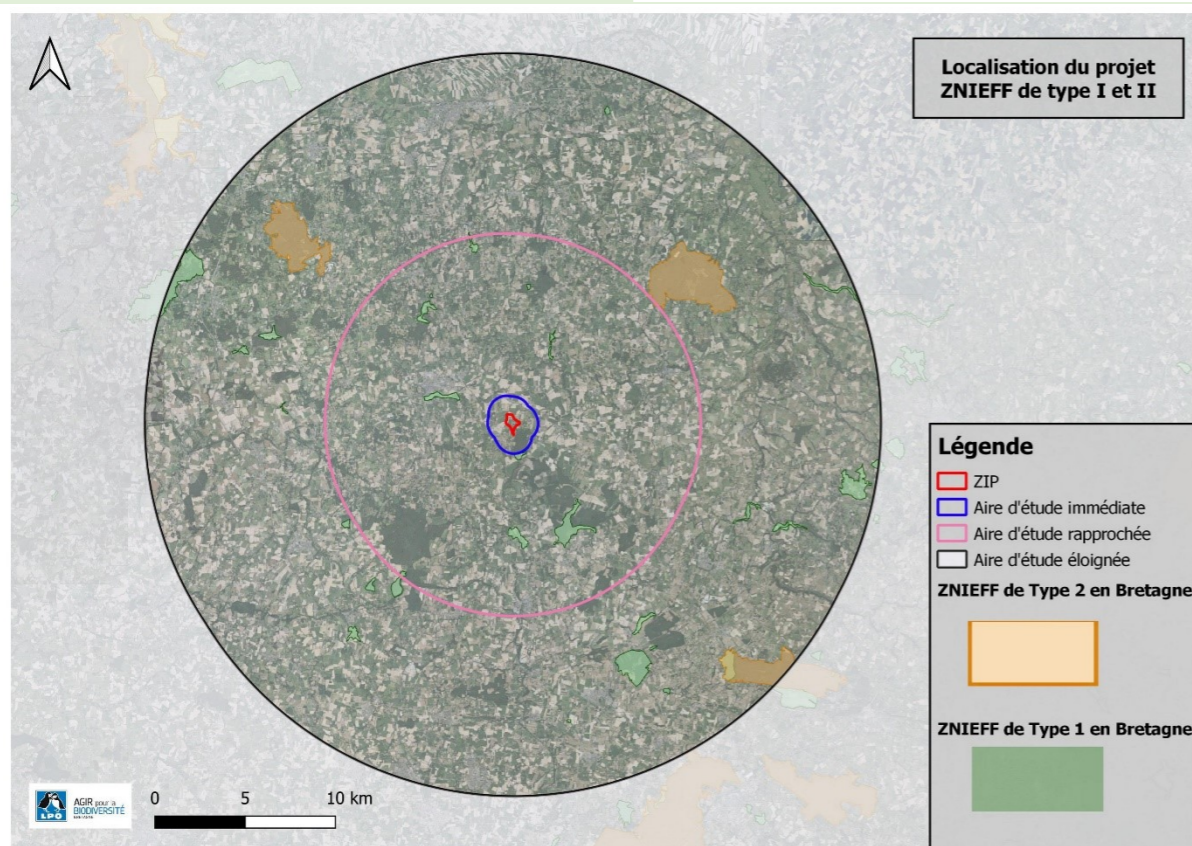 Localisation du projet
ZNIEFF de type I et II
Légende
ZIP
Aire d'étude immédiate
Aire d'étude rapprochée
Aire d'étude éloignée
ZNIEFF de Type 2 en Bretagne
ZNIEFF de Type 1 en Bretagne
LPO
AGIR pour la
BIODIVERSITÉ
0 5 10 km